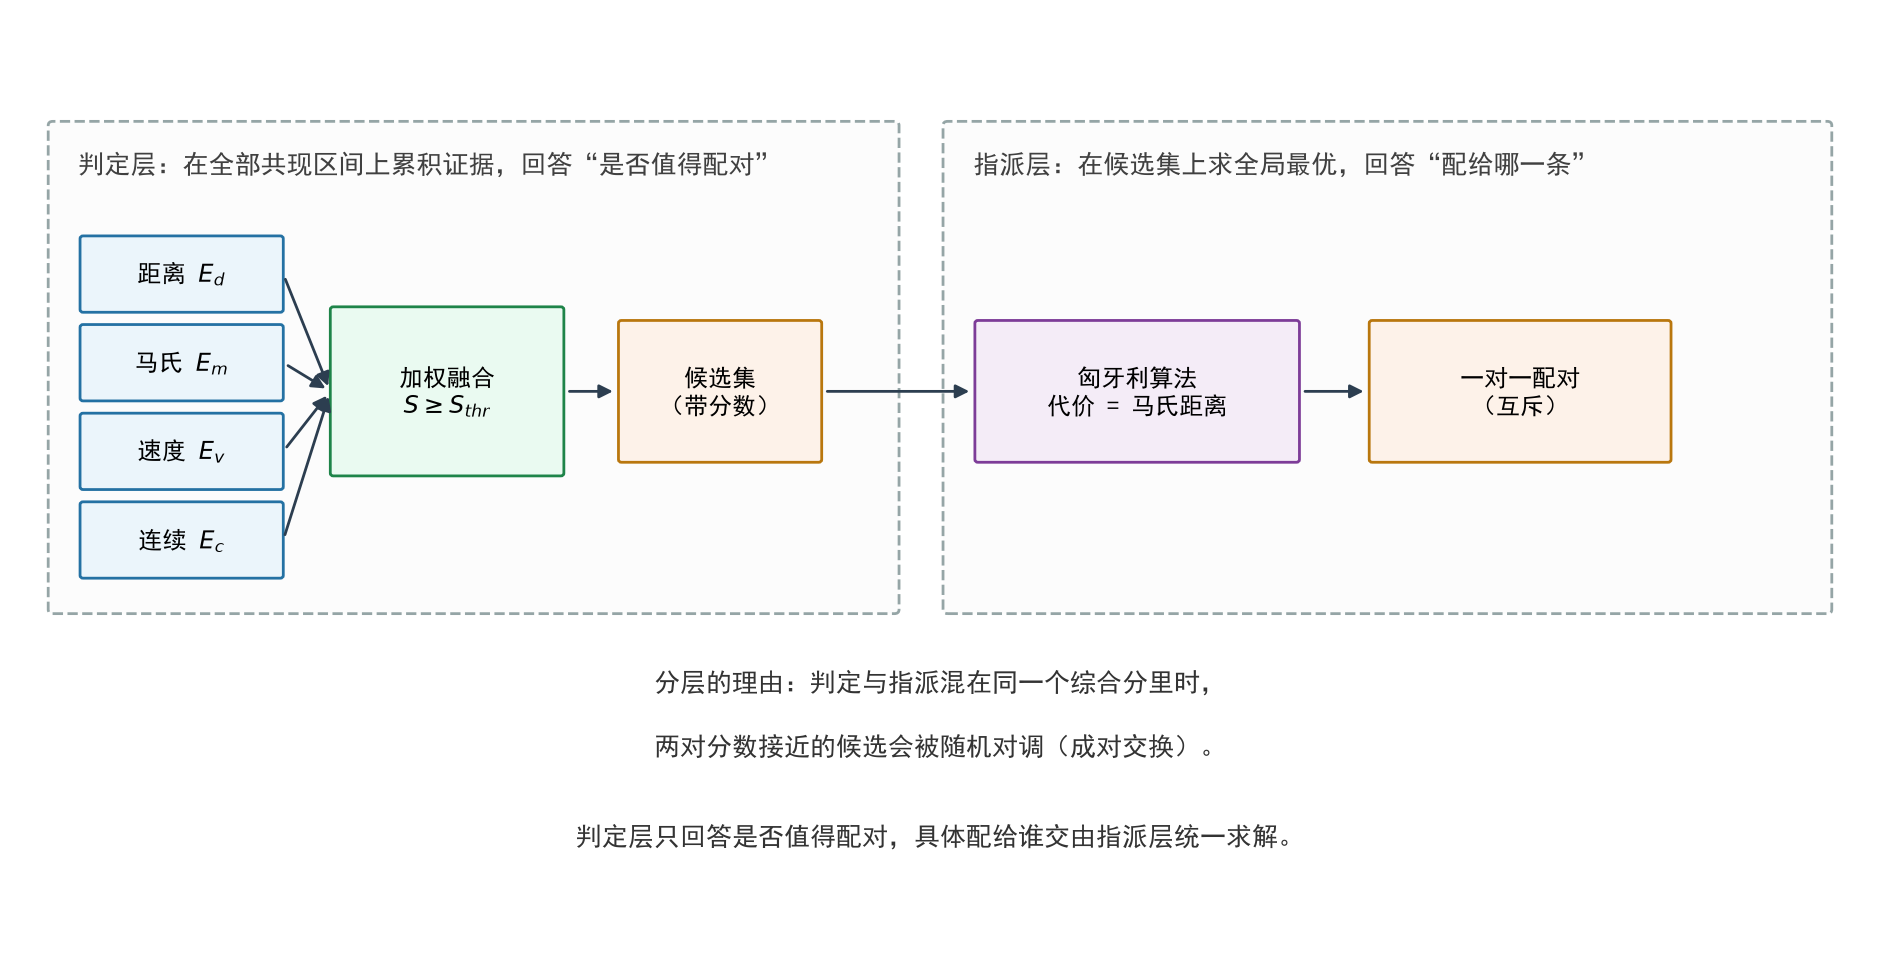 判定层：在全部共现区间上累积证据，回答“是否值得配对”
距离 E_d
马氏 E_m
速度 E_v
连续 E_c
加权融合
S ≥ S_thr
候选集
（带分数）
指派层：在候选集上求全局最优，回答“配给哪一条”
匈牙利算法
代价 = 马氏距离
一对一配对
（互斥）
分层的理由：判定与指派混在同一个综合分里时，
两对分数接近的候选会被随机对调（成对交换）。
判定层只回答是否值得配对，具体配给谁交由指派层统一求解。